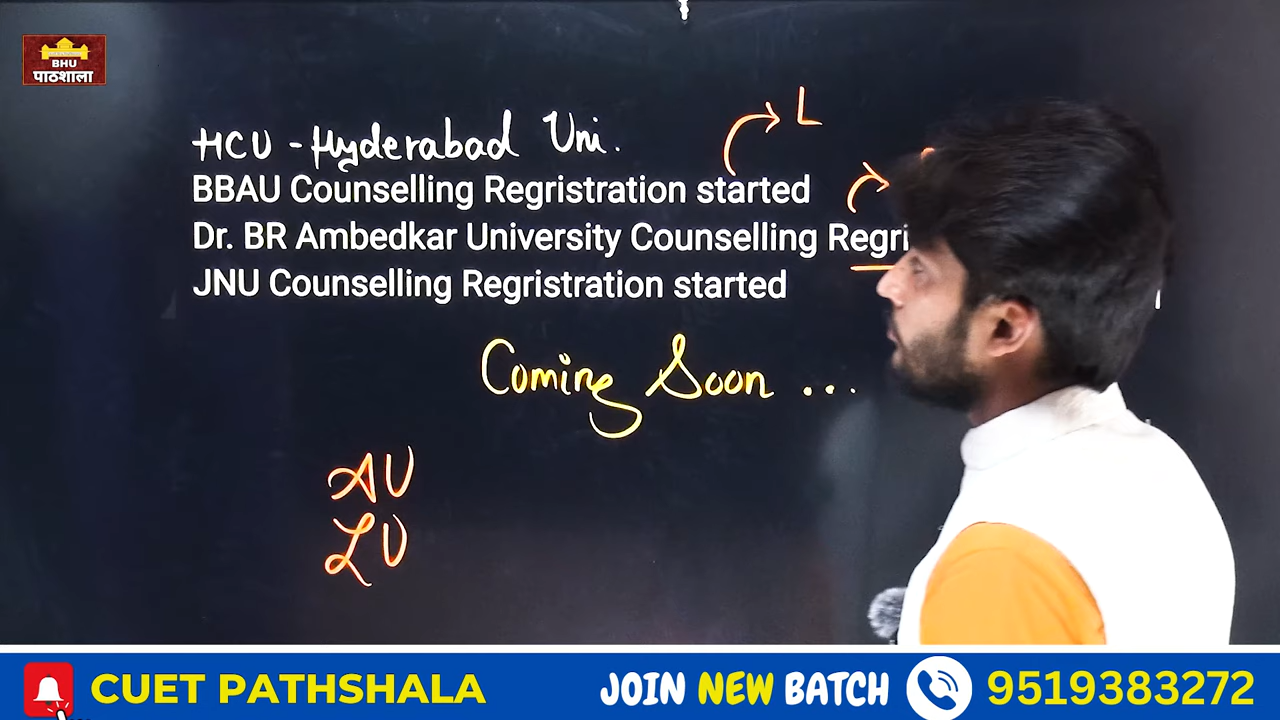 BHU
पाठशाला
HCU - Hyderabad Uni.
L
BBAU Counselling Regristration started
Dr. BR Ambedkar University Counselling Regri
JNU Counselling Regristration started
Coming Soon ...
AU
LU
CUET PATHSHALA JOIN NEW BATCH 9519383272